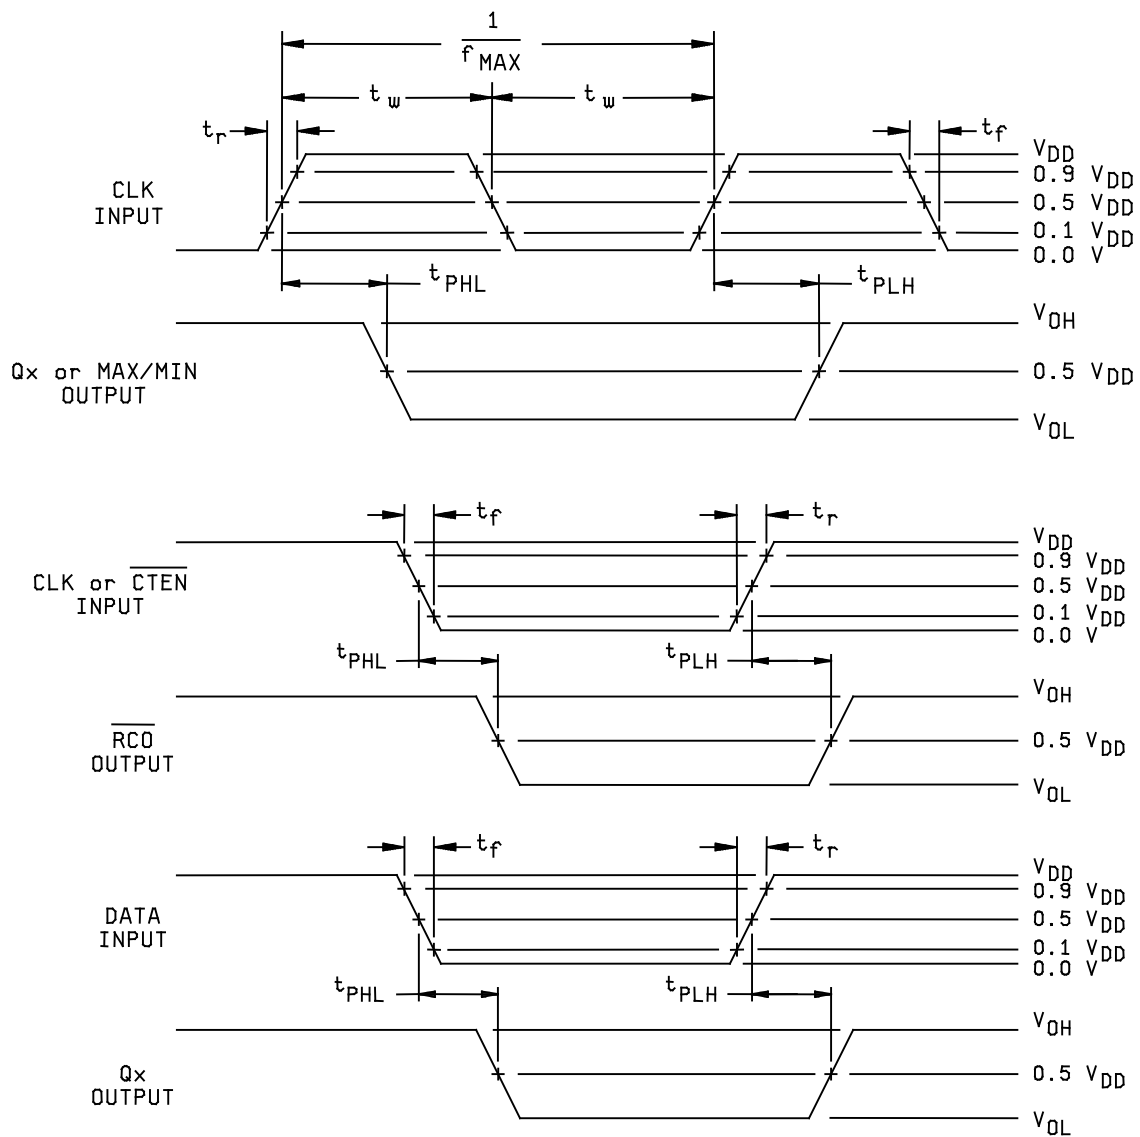 1
f MAX
t w t w
t r t f
V DD
0.9 V DD
CLK
INPUT
0.5 V DD
0.1 V DD
0.0 V
t PHL t PLH
V OH
Qx or MAX/MIN
OUTPUT
0.5 V DD
V OL
t f t r
V DD
0.9 V DD
CLK or CTEN
INPUT
0.5 V DD
0.1 V DD
0.0 V
t PHL t PLH
V OH
RCO
OUTPUT
0.5 V DD
V OL
t f t r
V DD
0.9 V DD
DATA
INPUT
0.5 V DD
0.1 V DD
0.0 V
t PHL t PLH
V OH
Qx
OUTPUT
0.5 V DD
V OL